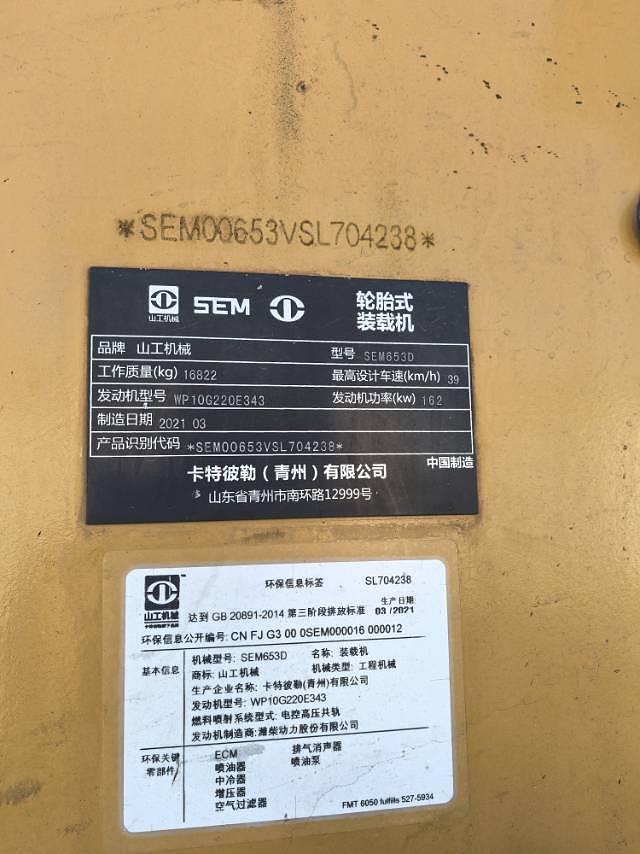 *SEM00653VSL704238*
山工机械 SEM 轮胎式
装载机
品牌 山工机械 型号 SEM653D
工作质量(kg) 16822 最高设计车速(km/h) 39
发动机型号 WP10G220E343 发动机功率(kw) 162
制造日期 2021 03
产品识别代码 *SEM00653VSL704238*
卡特彼勒(青州)有限公司 中国制造
山东省青州市南环路12999号
山工机械
环保信息标签 SL704238
生产日期
达到 GB 20891-2014 第三阶段排放标准 03/2021
环保信息公开编号: CN FJ G3 00 0SEM000016 000012
基本信息
机械型号: SEM653D 名称: 装载机
商标: 山工机械 机械类型: 工程机械
生产企业名称: 卡特彼勒(青州)有限公司
发动机型号: WP10G220E343
燃料喷射系统型式: 电控高压共轨
发动机制造商: 潍柴动力股份有限公司
环保关键
零部件
ECM 排气消声器
喷油器 喷油泵
中冷器
增压器
空气过滤器
FMT 6050 fulfills 527-5934